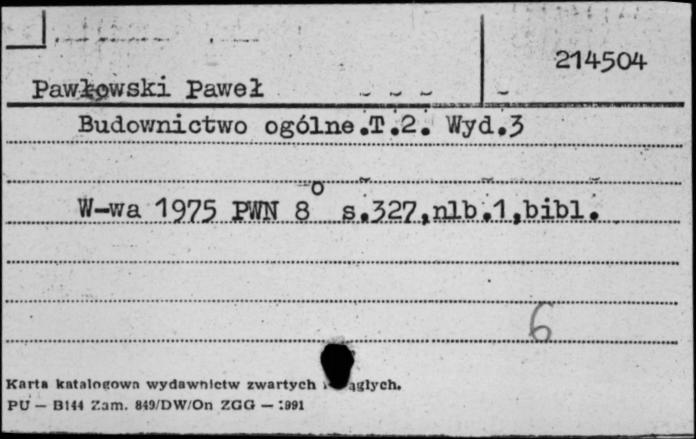 214504
Pawłowski Paweł
Budownictwo ogólne.T.2. Wyd.3
W-wa 1975 PWN 8° s.327,nlb.1,bibl.
6
Karta katalogowa wydawnictw zwartych
PU — B144 Zam. 849/DW/On ZGG — 1991